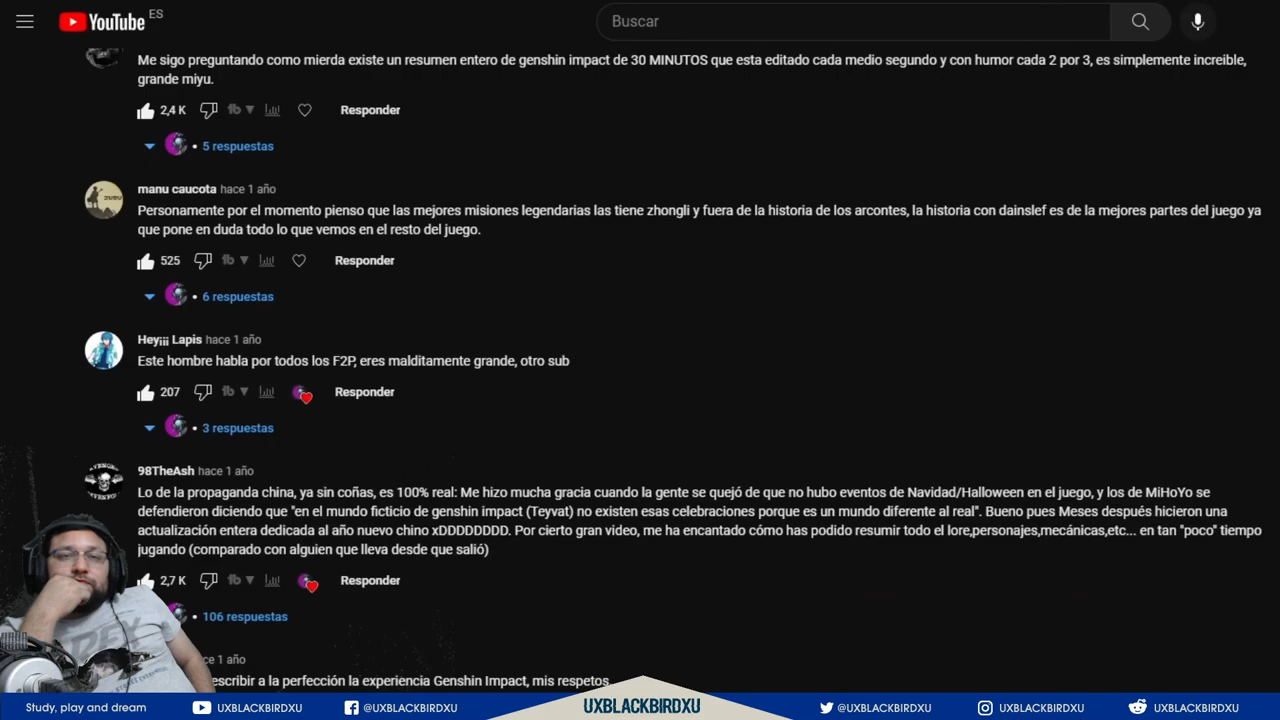 YouTube ES
Buscar
Me sigo preguntando como mierda existe un resumen entero de genshin impact de 30 MINUTOS que esta editado cada medio segundo y con humor cada 2 por 3, es simplemente increible,
grande miyu.
2,4 K Responder
5 respuestas
manu caucota hace 1 año
Personamente por el momento pienso que las mejores misiones legendarias las tiene zhongli y fuera de la historia de los arcontes, la historia con dainslef es de la mejores partes del juego ya
que pone en duda todo lo que vemos en el resto del juego.
525 Responder
6 respuestas
Hey¡¡¡ Lapis hace 1 año
Este hombre habla por todos los F2P, eres malditamente grande, otro sub
207 Responder
3 respuestas
98TheAsh hace 1 año
Lo de la propaganda china, ya sin coñas, es 100% real: Me hizo mucha gracia cuando la gente se quejó de que no hubo eventos de Navidad/Halloween en el juego, y los de MiHoYo se
defendieron diciendo que "en el mundo ficticio de genshin impact (Teyvat) no existen esas celebraciones porque es un mundo diferente al real". Bueno pues Meses después hicieron una
actualización entera dedicada al año nuevo chino xDDDDDDDD. Por cierto gran video, me ha encantado cómo has podido resumir todo el lore,personajes,mecánicas,etc... en tan "poco" tiempo
jugando (comparado con alguien que lleva desde que salió)
2,7 K Responder
106 respuestas
1 año
a la perfección la experiencia Genshin Impact, mis respetos.
Study, play and dream UXBLACKBIRDXU @UXBLACKBIRDXU UXBLACKBIRDXU @UXBLACKBIRDXU UXBLACKBIRDXU UXBLACKBIRDXU